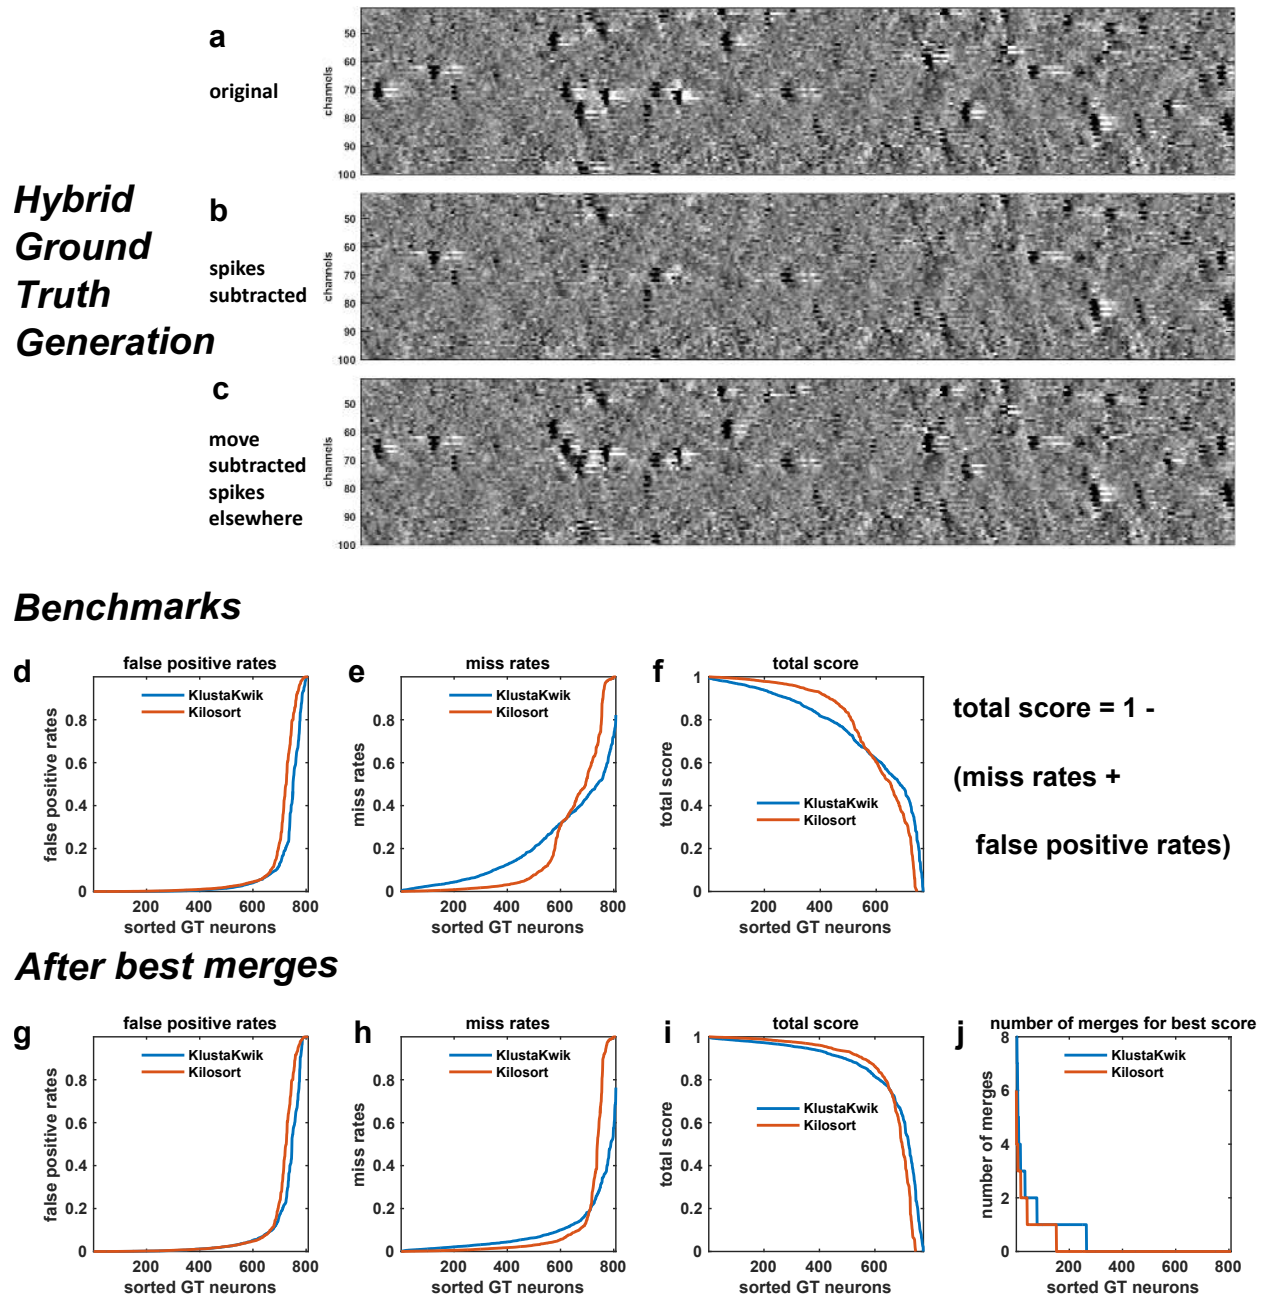 Hybrid
Ground
Truth
Generation
a
original
channels
50
60
70
80
90
100
b
spikes
subtracted
channels
50
60
70
80
90
100
c
move
subtracted
spikes
elsewhere
channels
50
60
70
80
90
100
Benchmarks
d
false positive rates
KlustaKwik
Kilosort
false positive rates
1
0.8
0.6
0.4
0.2
0
200 400 600 800
sorted GT neurons
e
miss rates
KlustaKwik
Kilosort
miss rates
1
0.8
0.6
0.4
0.2
0
200 400 600 800
sorted GT neurons
f
total score
KlustaKwik
Kilosort
total score
1
0.8
0.6
0.4
0.2
0
200 400 600
sorted GT neurons
total score = 1 -
(miss rates +
false positive rates)
After best merges
g
false positive rates
KlustaKwik
Kilosort
false positive rates
1
0.8
0.6
0.4
0.2
0
200 400 600 800
sorted GT neurons
h
miss rates
KlustaKwik
Kilosort
miss rates
1
0.8
0.6
0.4
0.2
0
200 400 600 800
sorted GT neurons
i
total score
KlustaKwik
Kilosort
total score
1
0.8
0.6
0.4
0.2
0
200 400 600
sorted GT neurons
j
number of merges for best score
KlustaKwik
Kilosort
number of merges
8
6
4
2
0
200 400 600 800
sorted GT neurons